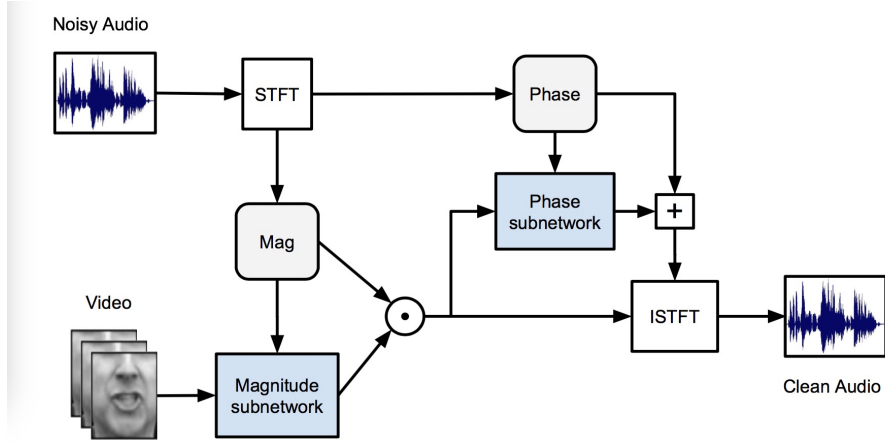 Noisy Audio
STFT
Phase
Phase
subnetwork
+
Mag
Video
ISTFT
Magnitude
subnetwork
Clean Audio